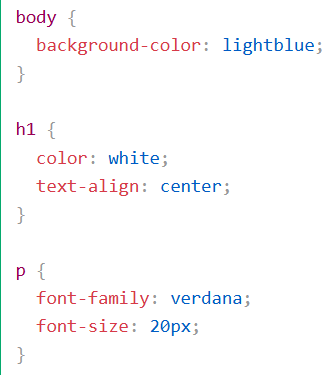 body {
  background-color: lightblue;
}

h1 {
  color: white;
  text-align: center;
}

p {
  font-family: verdana;
  font-size: 20px;
}